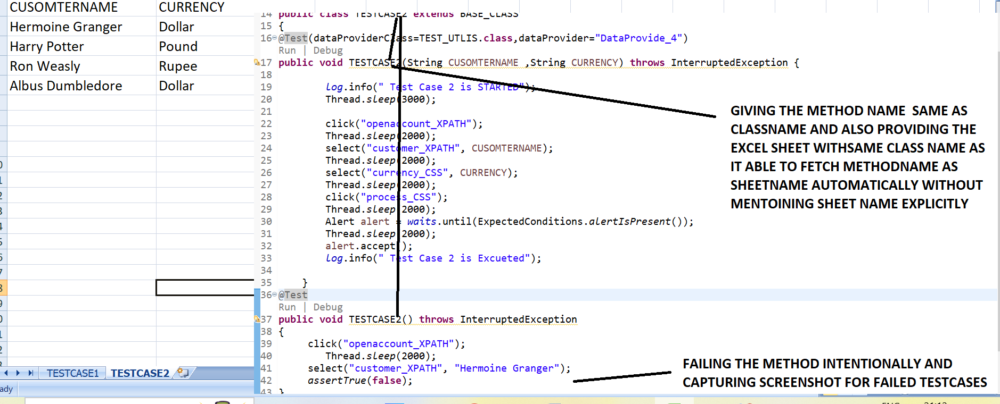 CUSOMTERNAME CURRENCY
Hermoine Granger Dollar
Harry Potter Pound
Ron Weasly Rupee
Albus Dumbledore Dollar
TESTCASE1 TESTCASE2
14 public class TESTCASE2 extends BASE_CLASS
15 {
16 @Test(dataProviderClass=TEST_UTLIS.class,dataProvider="DataProvide_4")
Run | Debug
17 public void TESTCASE2(String CUSOMTERNAME ,String CURRENCY) throws InterruptedException {
18
19 log.info(" Test Case 2 is STARTED");
20 Thread.sleep(3000);
21
22 click("openaccount_XPATH");
23 Thread.sleep(2000);
24 select("customer_XPATH", CUSOMTERNAME);
25 Thread.sleep(2000);
26 select("currency_CSS", CURRENCY);
27 Thread.sleep(2000);
28 click("process_CSS");
29 Thread.sleep(2000);
30 Alert alert = waits.until(ExpectedConditions.alertIsPresent());
31 Thread.sleep(2000);
32 alert.accept();
33 log.info(" Test Case 2 is Excueted");
34
35 }
36 @Test
Run | Debug
37 public void TESTCASE2() throws InterruptedException
38 {
39 click("openaccount_XPATH");
40 Thread.sleep(2000);
41 select("customer_XPATH", "Hermoine Granger");
42 assertTrue(false);
43 }
GIVING THE METHOD NAME SAME AS
CLASSNAME AND ALSO PROVIDING THE
EXCEL SHEET WITHSAME CLASS NAME AS
IT ABLE TO FETCH METHODNAME AS
SHEETNAME AUTOMATICALLY WITHOUT
MENTOINING SHEET NAME EXPLICITLY
FAILING THE METHOD INTENTIONALLY AND
CAPTURING SCREENSHOT FOR FAILED TESTCASES